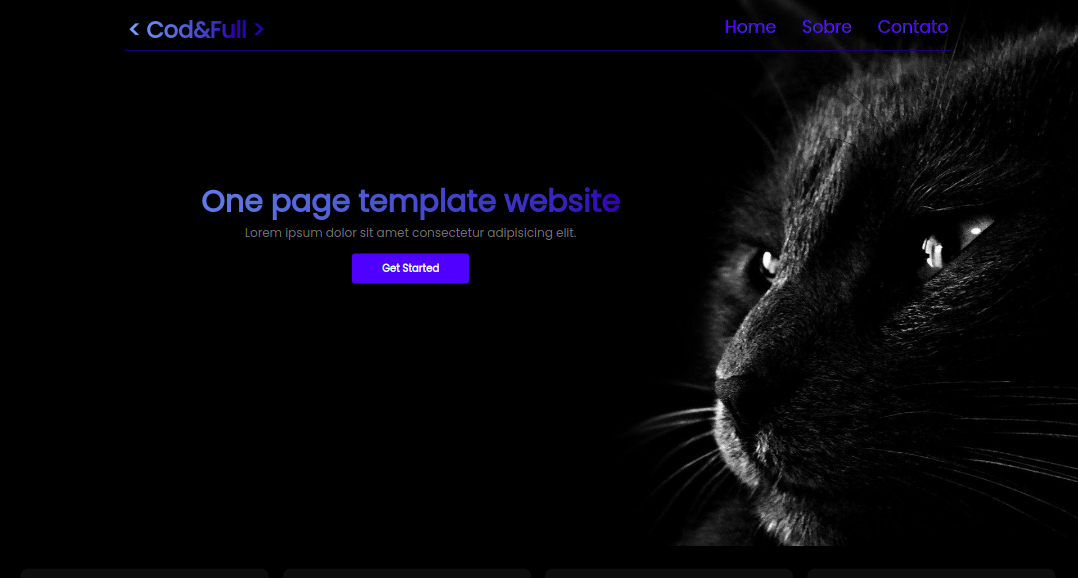 < Cod&Full >
Home Sobre Contato
One page template website
Lorem ipsum dolor sit amet consectetur adipisicing elit.
Get Started